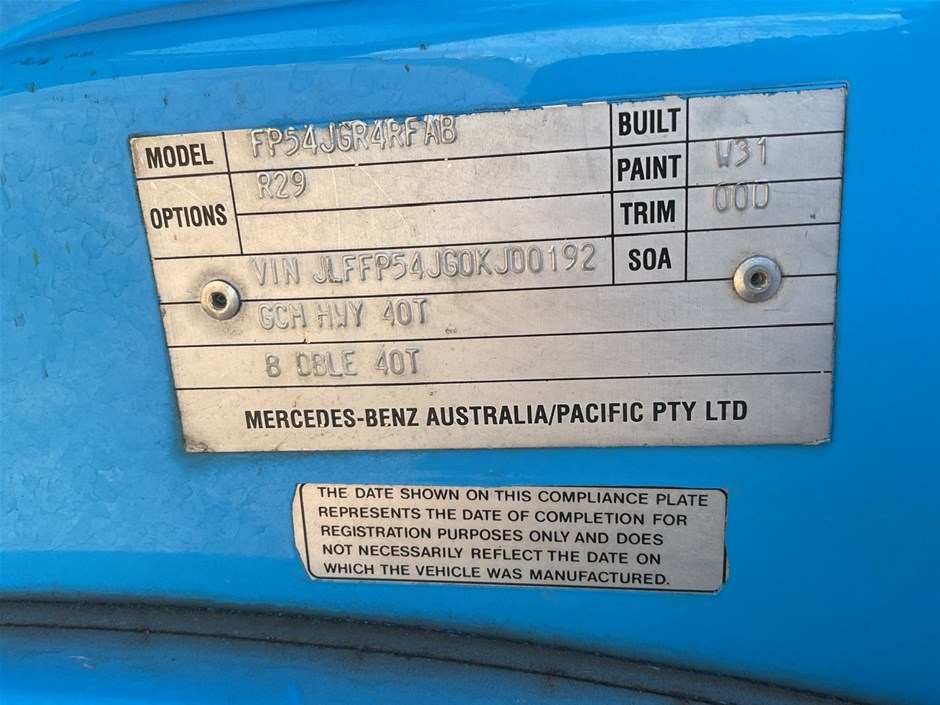 MODEL FP54JGR4RFAB BUILT
OPTIONS R29 PAINT W31
TRIM 00D
VIN JLFFP54JG0KJ00192 SOA
GCM HWY 40T
B DBLE 40T
MERCEDES-BENZ AUSTRALIA/PACIFIC PTY LTD
THE DATE SHOWN ON THIS COMPLIANCE PLATE
REPRESENTS THE DATE OF COMPLETION FOR
REGISTRATION PURPOSES ONLY AND DOES
NOT NECESSARILY REFLECT THE DATE ON
WHICH THE VEHICLE WAS MANUFACTURED.